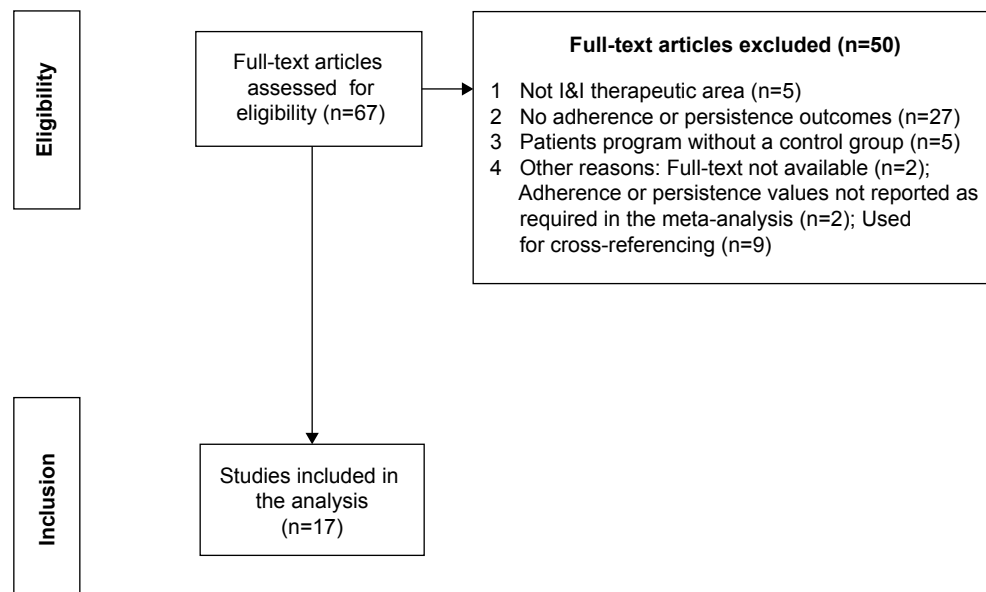 Eligibility
Full-text articles
assessed for
eligibility (n=67)
Full-text articles excluded (n=50)
1 Not I&I therapeutic area (n=5)
2 No adherence or persistence outcomes (n=27)
3 Patients program without a control group (n=5)
4 Other reasons: Full-text not available (n=2);
Adherence or persistence values not reported as
required in the meta-analysis (n=2); Used
for cross-referencing (n=9)
Inclusion
Studies included in
the analysis
(n=17)